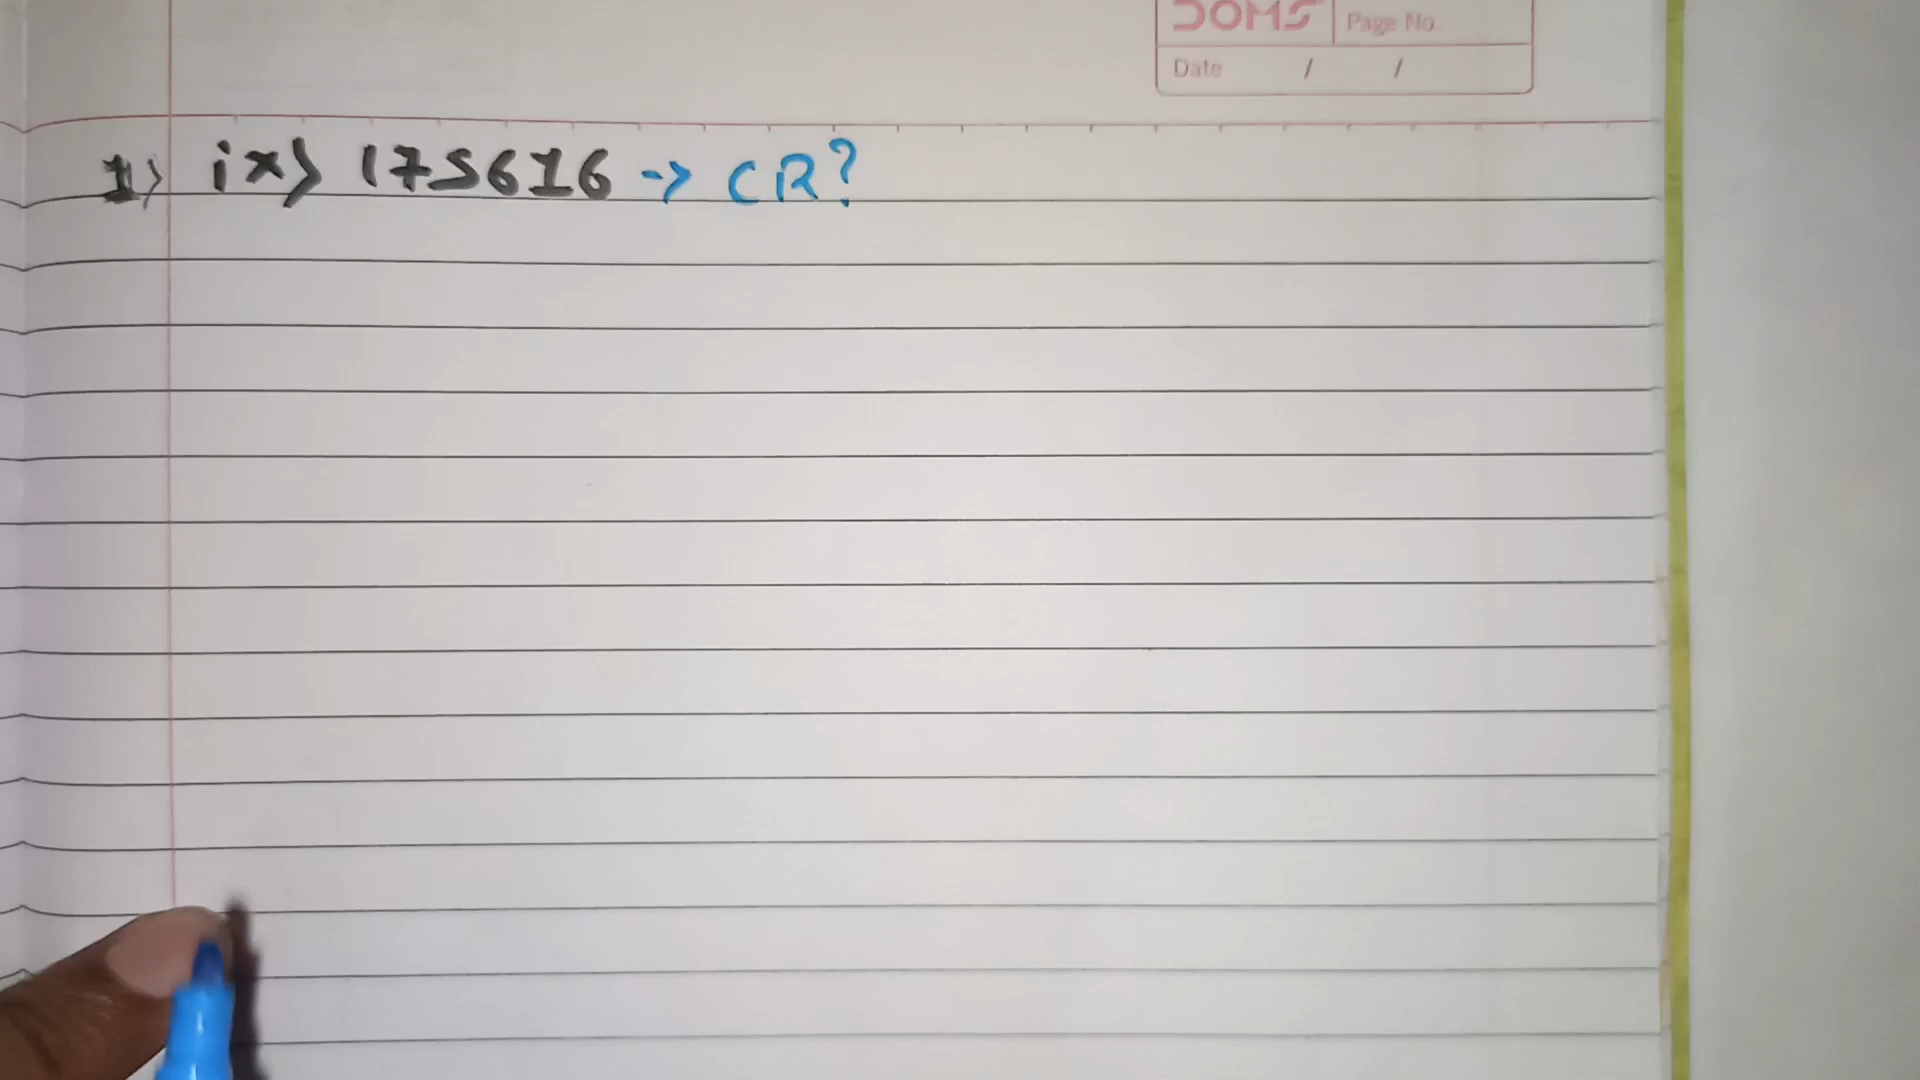 DOMS Page No.
Date / /
1) ix) 175616 -> CR?